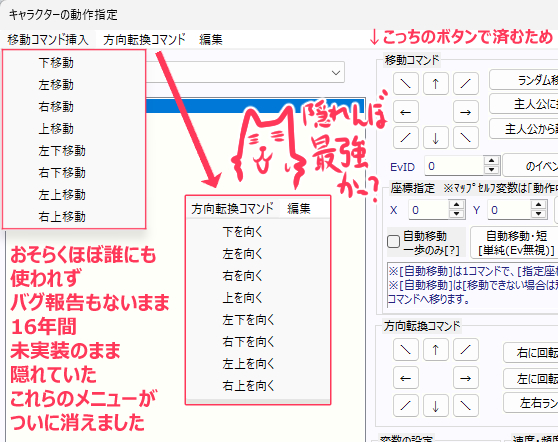 キャラクターの動作指定
移動コマンド挿入 方向転換コマンド 編集
↓こっちのボタンで済むため
下移動
左移動
右移動
上移動
左下移動
右下移動
左上移動
右上移動
隠れんぼ
最強
かー?
方向転換コマンド 編集
下を向く
左を向く
右を向く
上を向く
左下を向く
右下を向く
左上を向く
右上を向く
おそらくほぼ誰にも
使われず
バグ報告もないまま
16年間
未実装のまま
隠れていた
これらのメニューが
ついに消えました
移動コマンド
＼ ↑ ／
← →
／ ↓ ＼
ランダム移
主人公に
主人公から
EvID 0 のイベン
座標指定 ※ﾏｯﾌﾟｾﾙﾌ変数は「動作
X 0 Y 0
自動移動
一歩のみ[?]
自動移動・短
[単純(Ev無視)]
※[自動移動]は1コマンドで、[指定座
※[自動移動]は[移動できない場合は
コマンドへ移ります。
方向転換コマンド
＼ ↑ ／
← →
／ ↓ ＼
右に回転
左に回転
左右ラン
変数の設定 速度・頻度